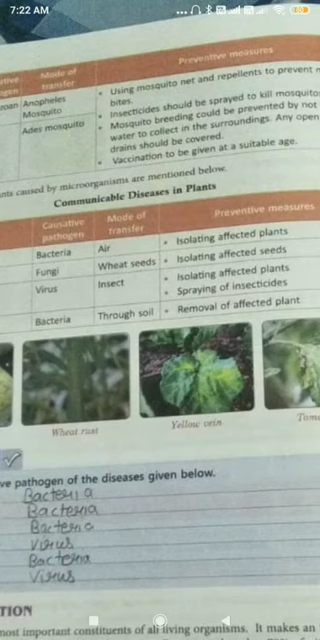 7:22 AM
Mode of transfer
Preventive measures
Anopheles Mosquito
Using mosquito net and repellents to prevent
bites.
Insecticides should be sprayed to kill
Ades mosquito
Mosquito breeding could be prevented by not
water to collect in the surroundings. Any open
drains should be covered.
Vaccination to be given at a suitable age.
caused by microorganisms are mentioned below.
Communicable Diseases in Plants
Causative pathogen
Mode of transfer
Preventive measures
Bacteria Air Isolating affected plants
Fungi Wheat seeds Isolating affected seeds
Virus Insect Isolating affected plants
Spraying of insecticides
Bacteria Through soil Removal of affected plant
Wheat rust
Yellow vein
pathogen of the diseases given below.
Bacteria
Bacteria
Bacteria
Virus
Bacteria
Virus
TION
most important constituents of all living organisms. It makes an